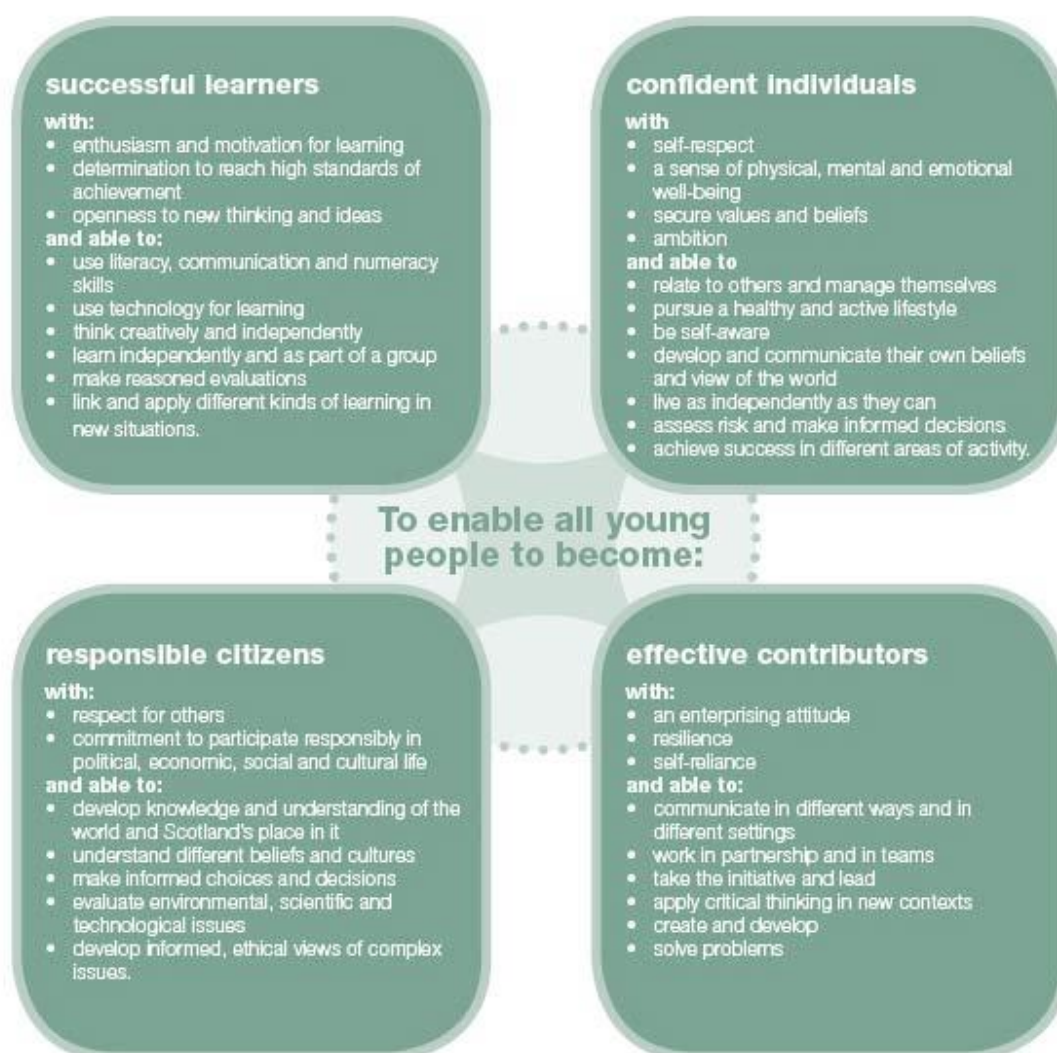 successful learners
with:
• enthusiasm and motivation for learning
• determination to reach high standards of
achievement
• openness to new thinking and ideas
and able to:
• use literacy, communication and numeracy
skills
• use technology for learning
• think creatively and independently
• learn independently and as part of a group
• make reasoned evaluations
• link and apply different kinds of learning in
new situations.
confident individuals
with
• self-respect
• a sense of physical, mental and emotional
well-being
• secure values and beliefs
• ambition
and able to
• relate to others and manage themselves
• pursue a healthy and active lifestyle
• be self-aware
• develop and communicate their own beliefs
and view of the world
• live as independently as they can
• assess risk and make informed decisions
• achieve success in different areas of activity.
To enable all young
people to become:
responsible citizens
with:
• respect for others
• commitment to participate responsibly in
political, economic, social and cultural life
and able to:
• develop knowledge and understanding of the
world and Scotland's place in it
• understand different beliefs and cultures
• make informed choices and decisions
• evaluate environmental, scientific and
technological issues
• develop informed, ethical views of complex
issues.
effective contributors
with:
• an enterprising attitude
• resilience
• self-reliance
and able to:
• communicate in different ways and in
different settings
• work in partnership and in teams
• take the initiative and lead
• apply critical thinking in new contexts
• create and develop
• solve problems